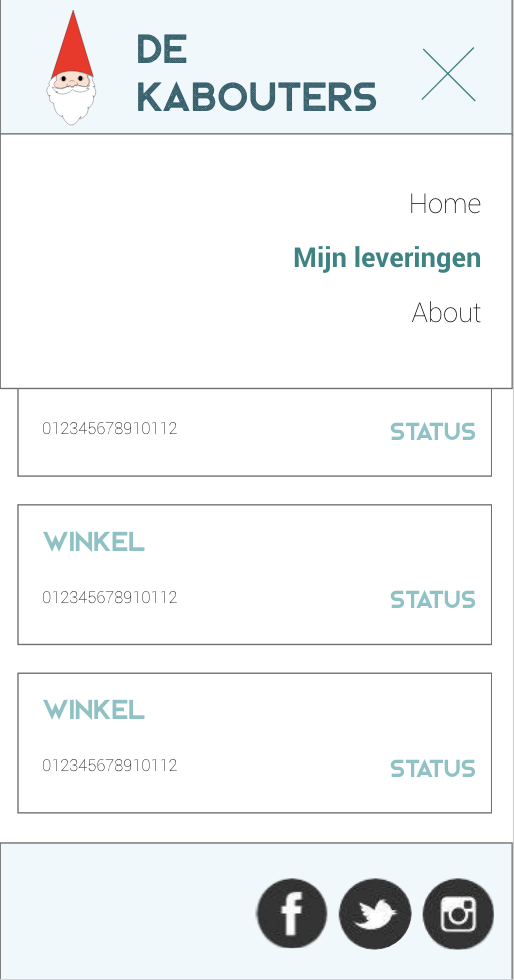 DE
KABOUTERS
Home
Mijn leveringen
About
012345678910112
STATUS
WINKEL
012345678910112
STATUS
WINKEL
012345678910112
STATUS